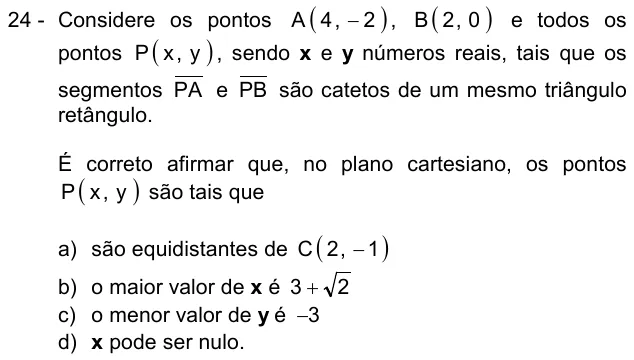 24 - Considere os pontos A(4, −2), B(2, 0) e todos os
pontos P(x, y), sendo x e y números reais, tais que os
segmentos P̅A̅ e P̅B̅ são catetos de um mesmo triângulo
retângulo.
É correto afirmar que, no plano cartesiano, os pontos
P(x, y) são tais que
a) são equidistantes de C(2, −1)
b) o maior valor de x é 3 + √2
c) o menor valor de y é −3
d) x pode ser nulo.